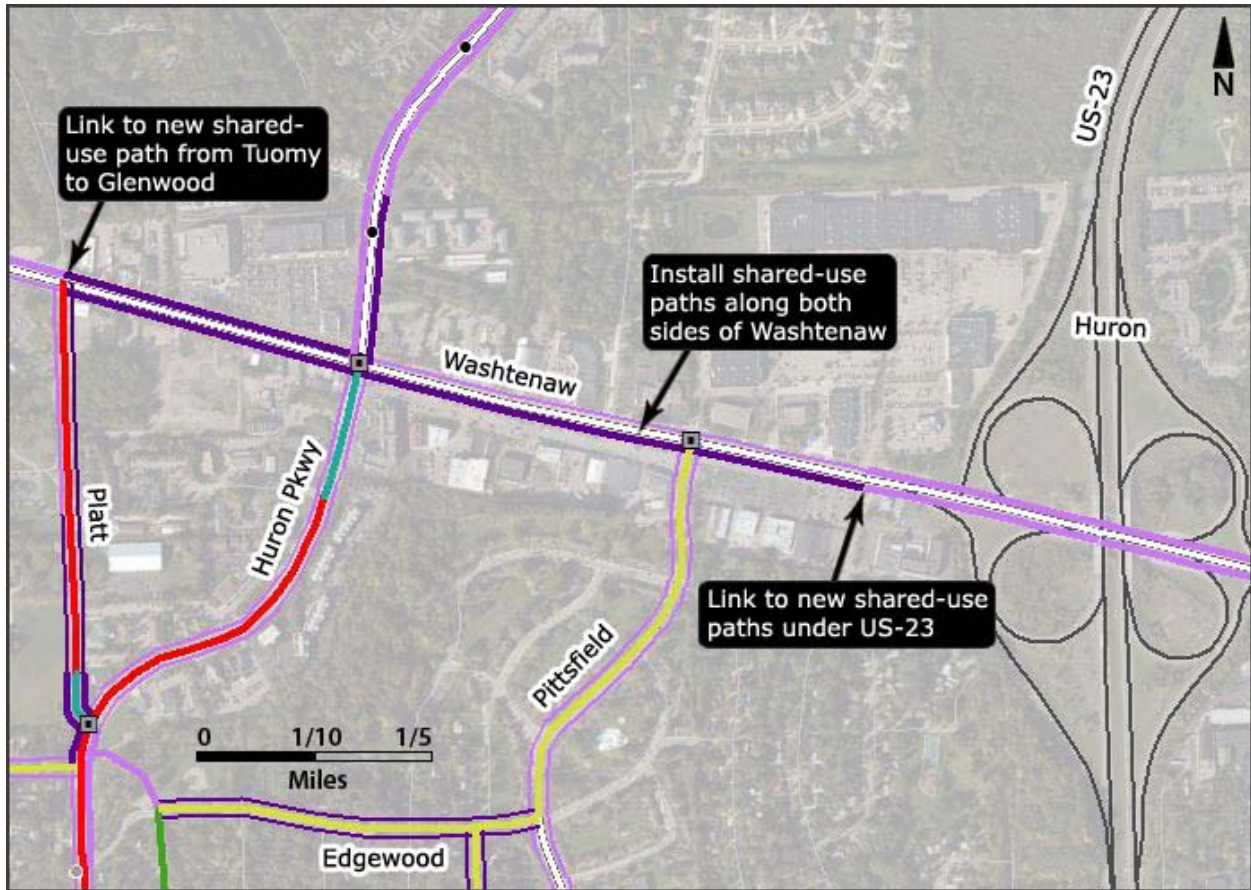 N
US-23
Link to new shared-
use path from Tuomy
to Glenwood
Install shared-use
paths along both
sides of Washtenaw
Huron
Washtenaw
Huron Pkwy
Platt
Link to new shared-use
paths under US-23
Pittsfield
0 1/10 1/5
Miles
Edgewood